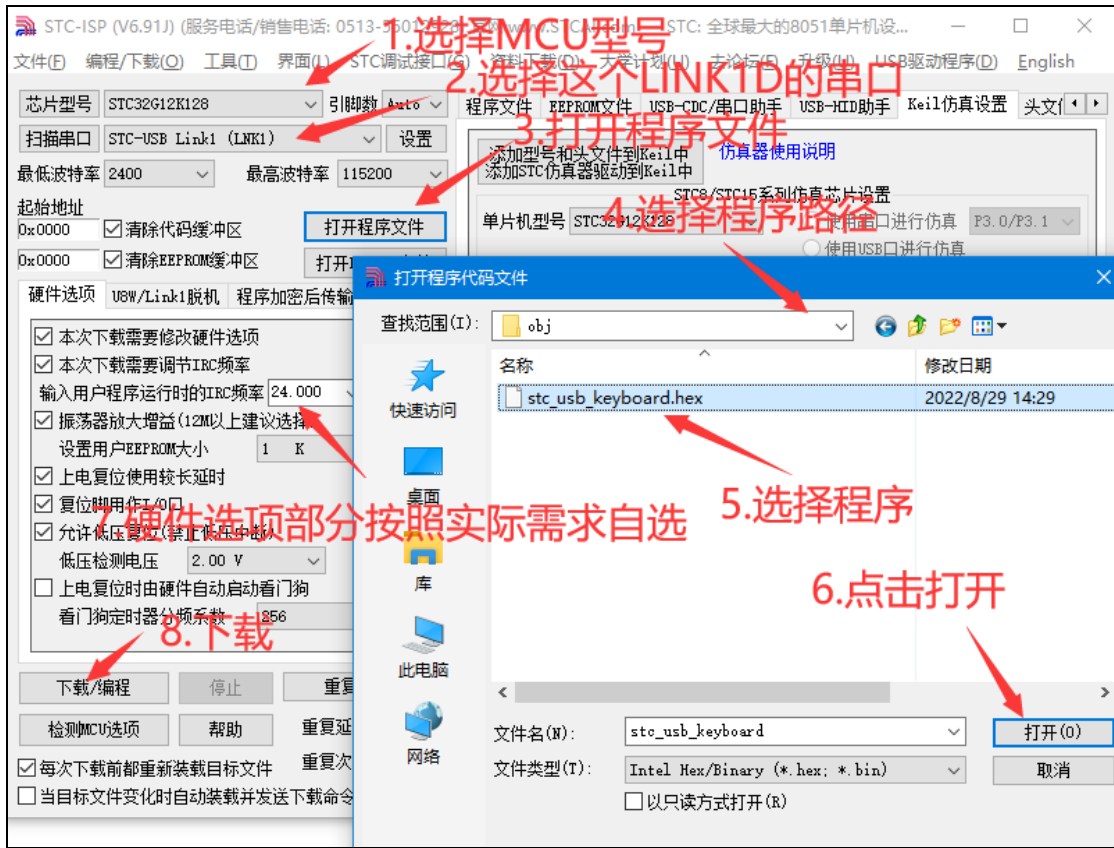 STC-ISP (V6.91J) (服务电话/销售电话: 0513-5501 www.STCAI STC: 全球最大的8051单片机设...
1.选择MCU型号
文件(F) 编程/下载(O) 工具(T) 界面(L) STC调试接口(G) 资料下载(D) 大学计划(U) 去论坛(F) 升级(U) USB驱动程序(D) English
2.选择这个LINK1D的串口
芯片型号 STC32G12K128 引脚数 Auto 程序文件 EEPROM文件 USB-CDC/串口助手 USB-HID助手 Keil仿真设置 头文件
扫描串口 STC-USB Link1 (LNK1) 设置
3.打开程序文件
添加型号和头文件到Keil中
添加STC仿真器驱动到Keil中
仿真器使用说明
最低波特率 2400 最高波特率 115200
STC8/STC15系列仿真芯片设置
起始地址
4.选择程序路径
0x0000 清除代码缓冲区 打开程序文件 单片机型号 STC32G12K128 使用串口进行仿真 P3.0/P3.1
使用USB口进行仿真
0x0000 清除EEPROM缓冲区 打开
打开程序代码文件
硬件选项 U8W/Link1脱机 程序加密后传输
查找范围(I): obj
本次下载需要修改硬件选项
名称 修改日期
本次下载需要调节IRC频率
输入用户程序运行时的IRC频率 24.000
stc_usb_keyboard.hex 2022/8/29 14:29
快速访问
振荡器放大增益(12M以上建议选择
设置用户EEPROM大小 1 K
上电复位使用较长延时
桌面
5.选择程序
复位脚用作I/O口
7.硬件选项部分按照实际需求自选
允许低压复位(禁止低压中断)
低压检测电压 2.00 V
库
上电复位时由硬件自动启动看门狗
6.点击打开
看门狗定时器分频系数 256
8.下载
此电脑
下载/编程 停止 重复
检测MCU选项 帮助 重复延
网络
文件名(N): stc_usb_keyboard 打开(O)
每次下载前都重新装载目标文件 重复次
文件类型(T): Intel Hex/Binary (*.hex; *.bin) 取消
当目标文件变化时自动装载并发送下载命令
以只读方式打开(R)